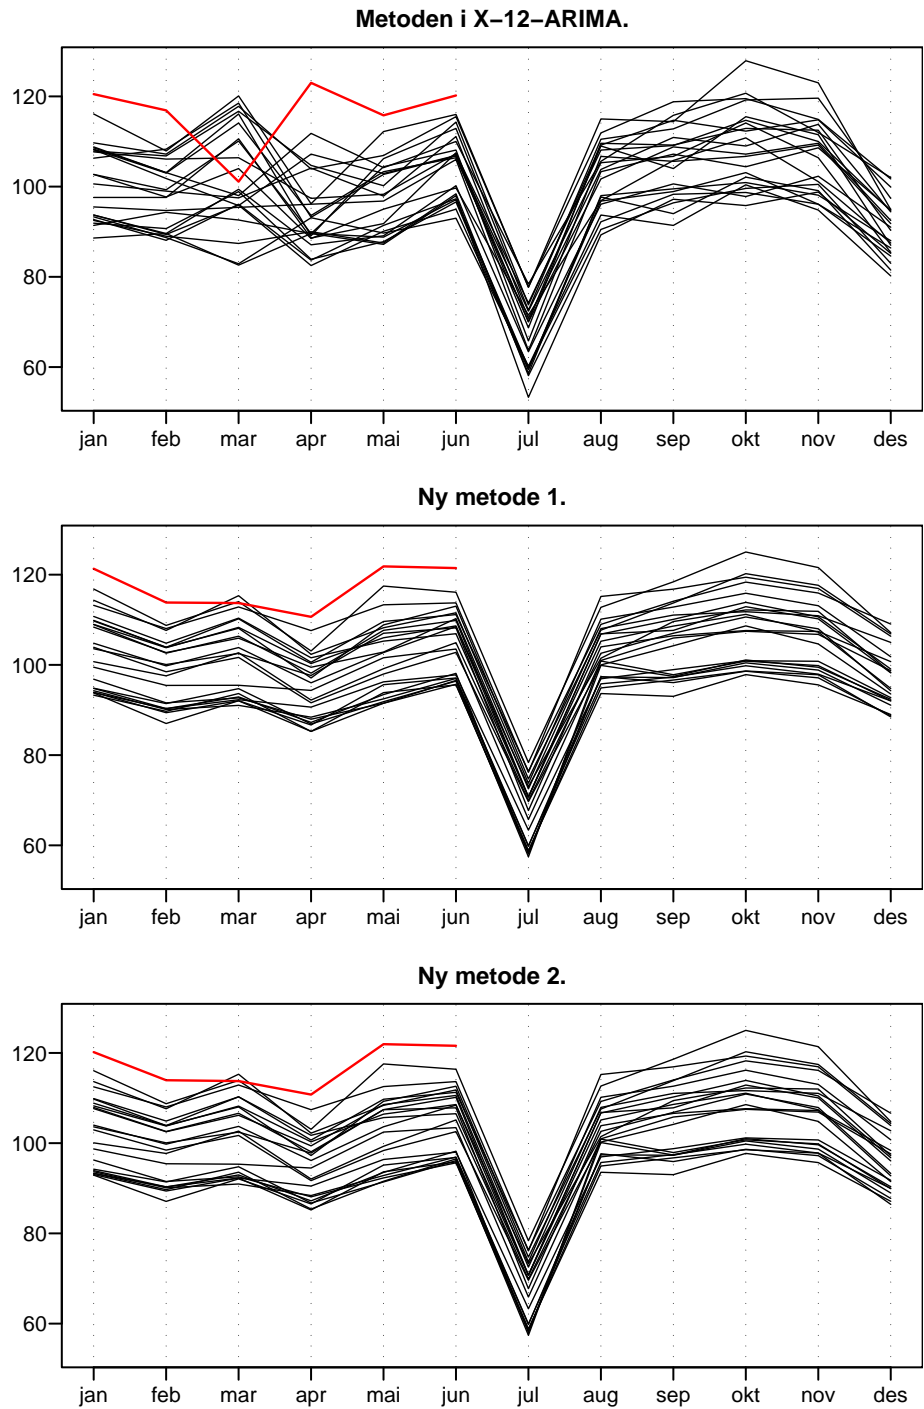 Metoden i X−12−ARIMA.
120
100
80
60
jan feb mar apr mai jun jul aug sep okt nov des
Ny metode 1.
120
100
80
60
jan feb mar apr mai jun jul aug sep okt nov des
Ny metode 2.
120
100
80
60
jan feb mar apr mai jun jul aug sep okt nov des